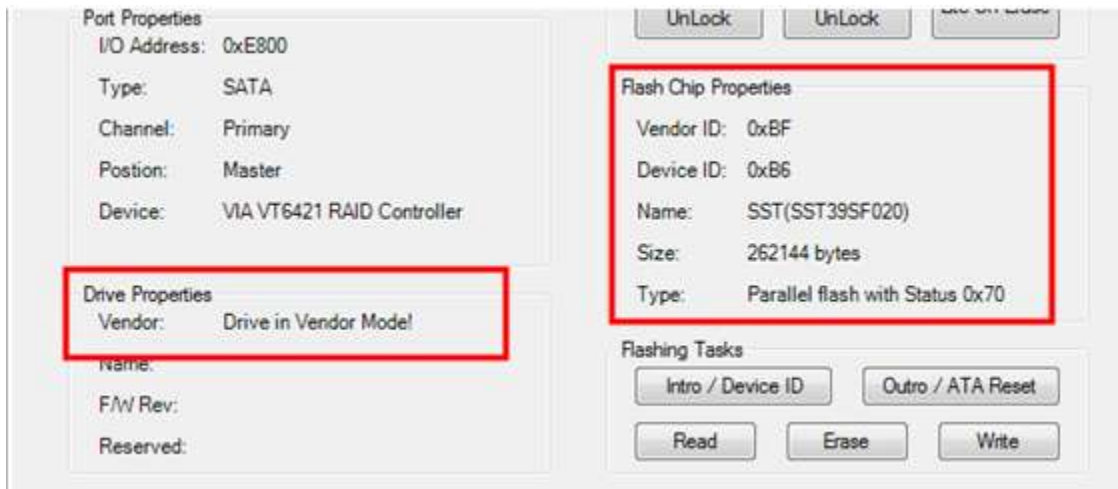 Port Properties
I/O Address: 0xE800
Type: SATA
Channel: Primary
Postion: Master
Device: VIA VT6421 RAID Controller
Drive Properties
Vendor: Drive in Vendor Mode!
Name:
F/W Rev:
Reserved:
UnLock
UnLock
Flash Chip Properties
Vendor ID: 0xBF
Device ID: 0xB6
Name: SST(SST39SF020)
Size: 262144 bytes
Type: Parallel flash with Status 0x70
Flashing Tasks
Intro / Device ID
Outro / ATA Reset
Read
Erase
Write